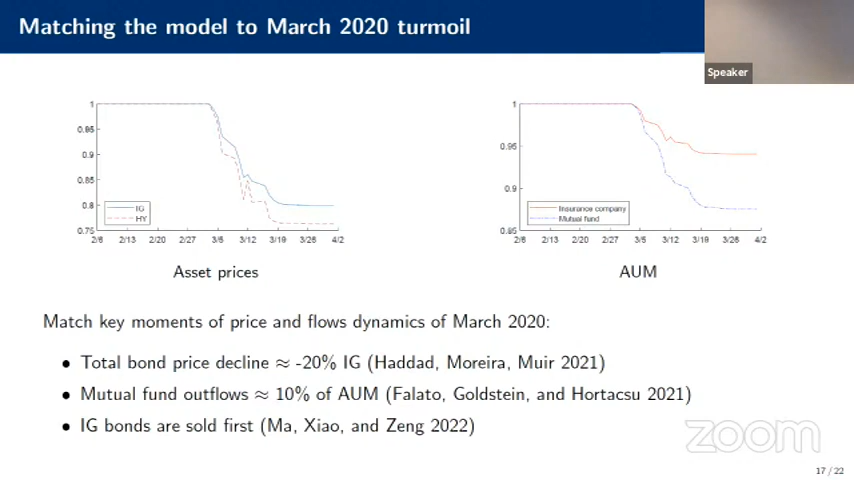 Matching the model to March 2020 turmoil
Speaker
1
0.95
0.9
0.85
0.8
0.75
IG
HY
2/6 2/13 2/20 2/27 3/5 3/12 3/19 3/26 4/2
Asset prices
1
0.95
0.9
0.85
Insurance company
Mutual fund
2/6 2/13 2/20 2/27 3/5 3/12 3/19 3/26 4/2
AUM
Match key moments of price and flows dynamics of March 2020:
• Total bond price decline ≈ -20% IG (Haddad, Moreira, Muir 2021)
• Mutual fund outflows ≈ 10% of AUM (Falato, Goldstein, and Hortacsu 2021)
• IG bonds are sold first (Ma, Xiao, and Zeng 2022)
zoom
17 / 22